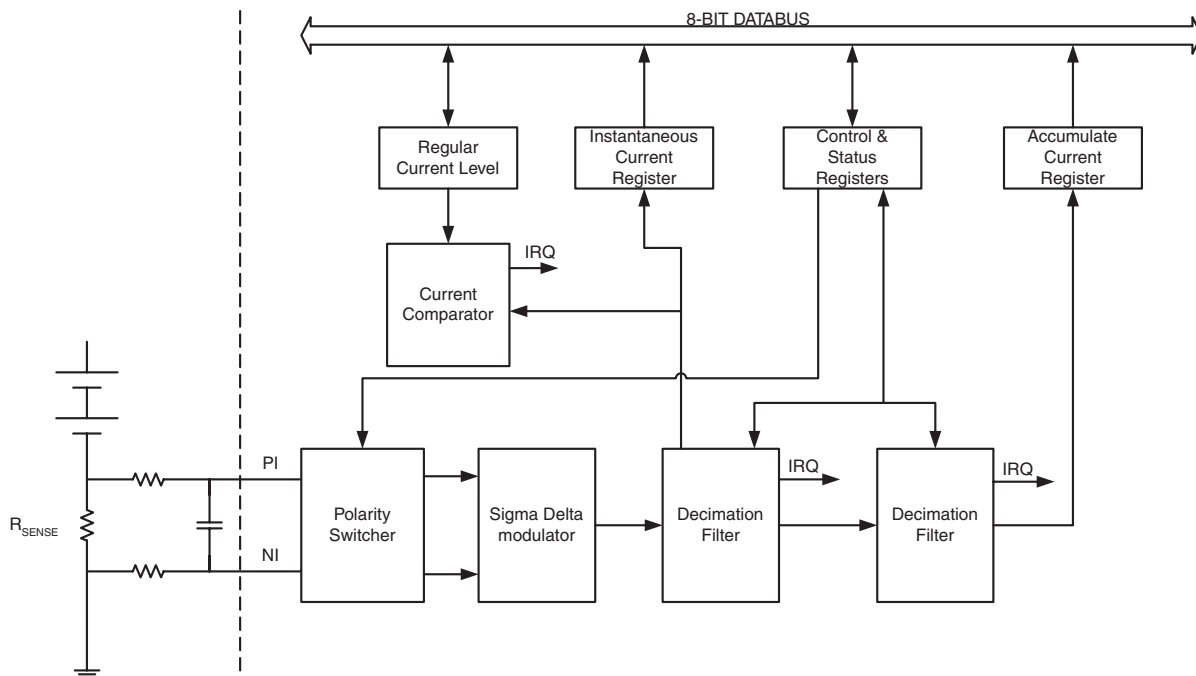 8-BIT DATABUS
Regular
Current Level
Instantaneous
Current
Register
Control &
Status
Registers
Accumulate
Current
Register
IRQ
Current
Comparator
PI
IRQ
IRQ
R_SENSE
Polarity
Switcher
Sigma Delta
modulator
Decimation
Filter
Decimation
Filter
NI